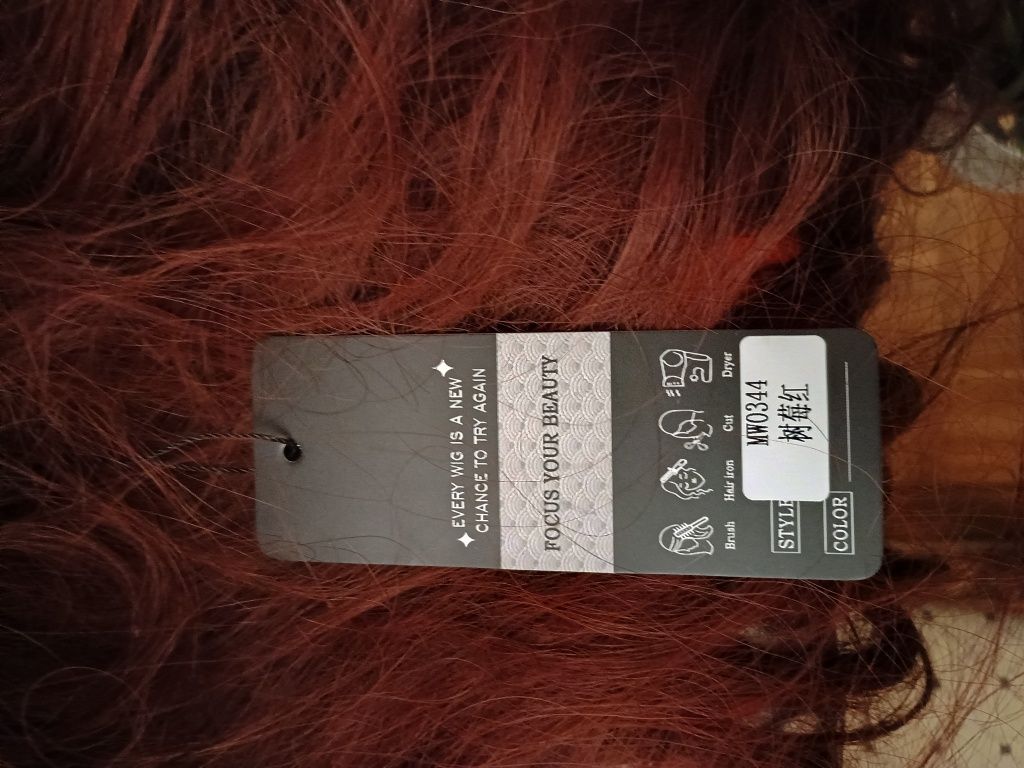 EVERY WIG IS A NEW
CHANCE TO TRY AGAIN
FOCUS YOUR BEAUTY
Brush Hair iron Cut Dryer
MW0344
树莓红
STYLE
COLOR